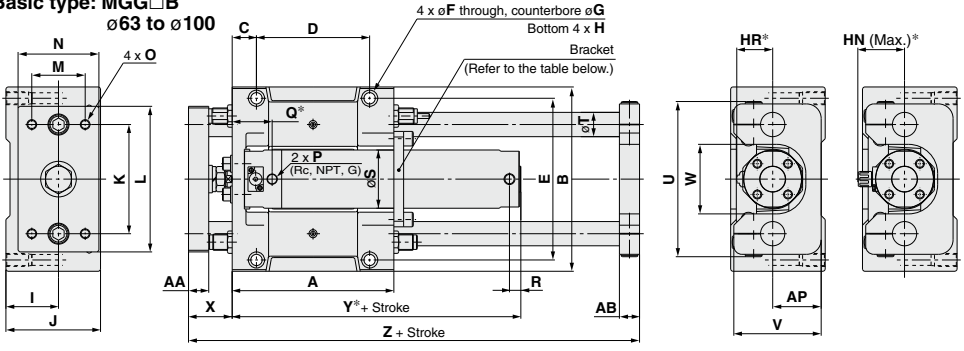 Basic type: MGG□B
ø63 to ø100
4 x øF through, counterbore øG
Bottom 4 x H
Bracket
(Refer to the table below.)
N
M
4 x O
C
D
HR*
HN (Max.)*
Q*
øT
2 x P
(Rc, NPT, G)
øS
K
L
E
B
U
W
AA
A
R
I
X
Y* + Stroke
AB
AP
J
Z + Stroke
V